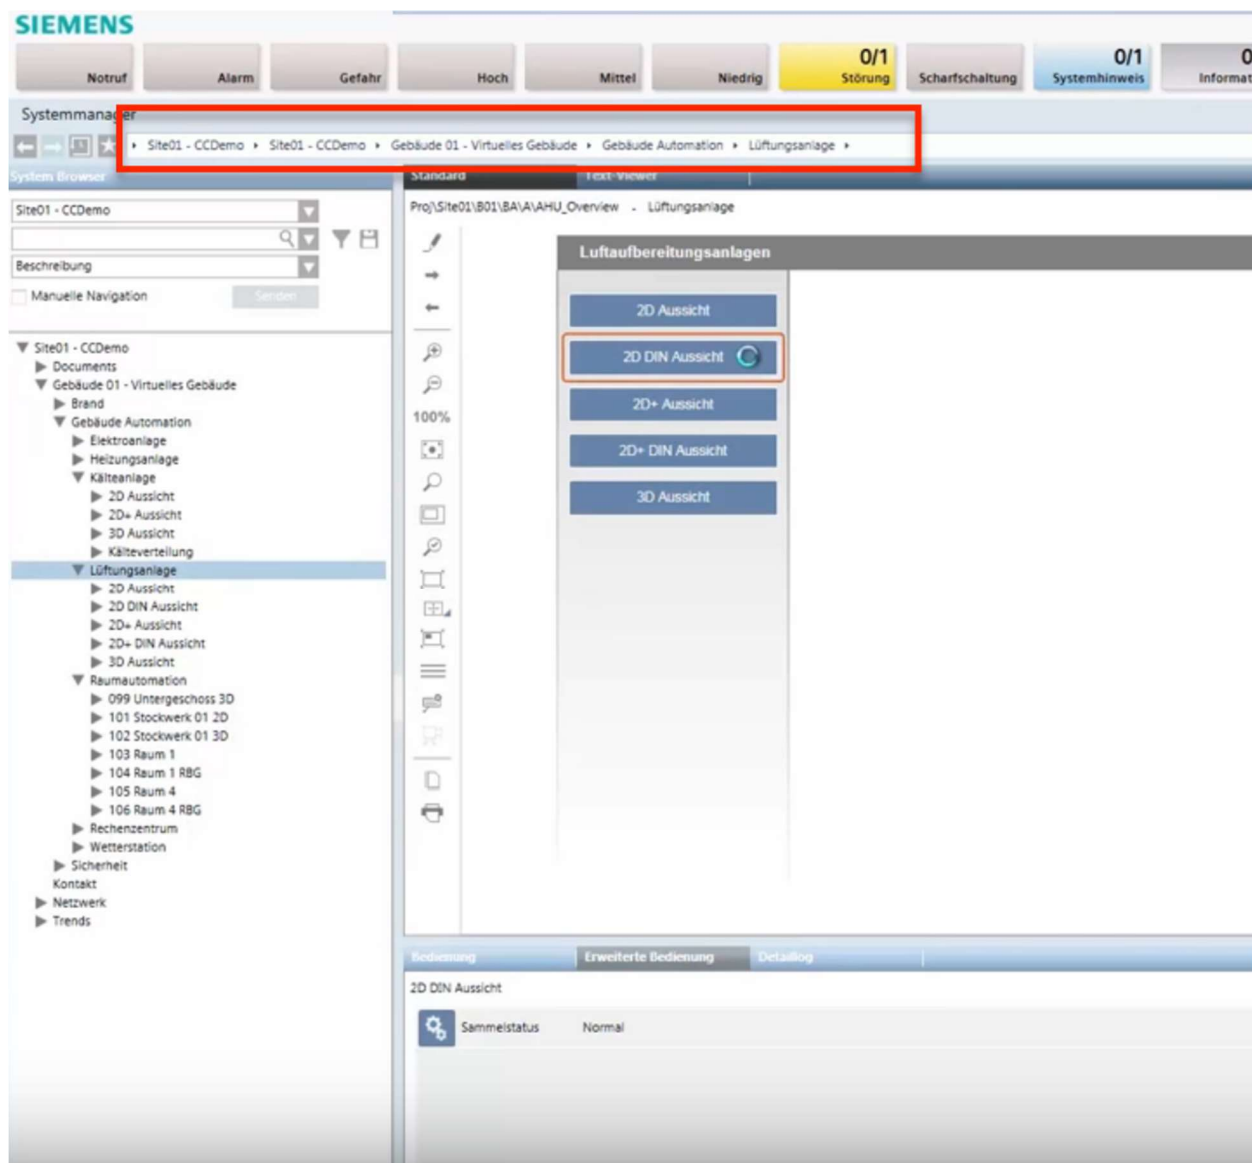 SIEMENS
Notruf
Alarm
Gefahr
Hoch
Mittel
Niedrig
0/1
Störung
Scharfschaltung
0/1
Systemhinweis
0
Informat
Systemmanager
Site01 - CCDemo
Site01 - CCDemo
Gebäude 01 - Virtuelles Gebäude
Gebäude Automation
Lüftungsanlage
System Browser
Site01 - CCDemo
Beschreibung
Manuelle Navigation
Senden
Site01 - CCDemo
Documents
Gebäude 01 - Virtuelles Gebäude
Brand
Gebäude Automation
Elektroanlage
Heizungsanlage
Kälteanlage
2D Aussicht
2D+ Aussicht
3D Aussicht
Kälteverteilung
Lüftungsanlage
2D Aussicht
2D DIN Aussicht
2D+ Aussicht
2D+ DIN Aussicht
3D Aussicht
Raumautomation
099 Untergeschoss 3D
101 Stockwerk 01 2D
102 Stockwerk 01 3D
103 Raum 1
104 Raum 1 RBG
105 Raum 4
106 Raum 4 RBG
Rechenzentrum
Wetterstation
Sicherheit
Kontakt
Netzwerk
Trends
Standard
Text-Viewer
Proj\Site01\B01\BA\A\AHU_Overview - Lüftungsanlage
100%
Luftaufbereitungsanlagen
2D Aussicht
2D DIN Aussicht
2D+ Aussicht
2D+ DIN Aussicht
3D Aussicht
Bedienung
Erweiterte Bedienung
Detaillog
2D DIN Aussicht
Sammelstatus
Normal